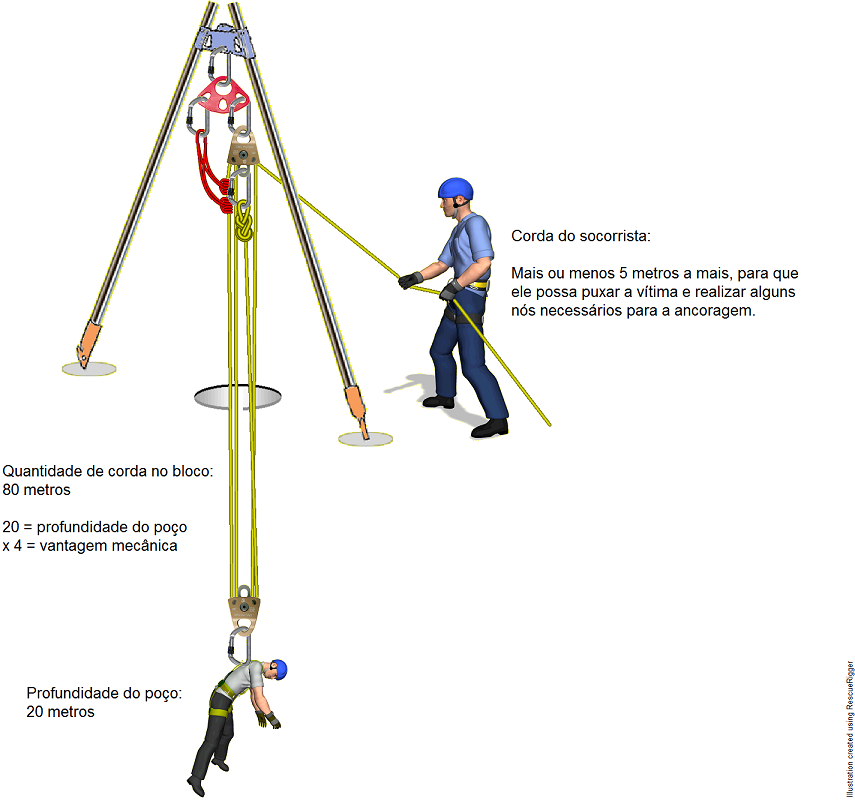 Corda do socorrista:
Mais ou menos 5 metros a mais, para que
ele possa puxar a vítima e realizar alguns
nós necessários para a ancoragem.
Quantidade de corda no bloco:
80 metros
20 = profundidade do poço
x 4 = vantagem mecânica
Profundidade do poço:
20 metros
Illustration created using RescueRigger